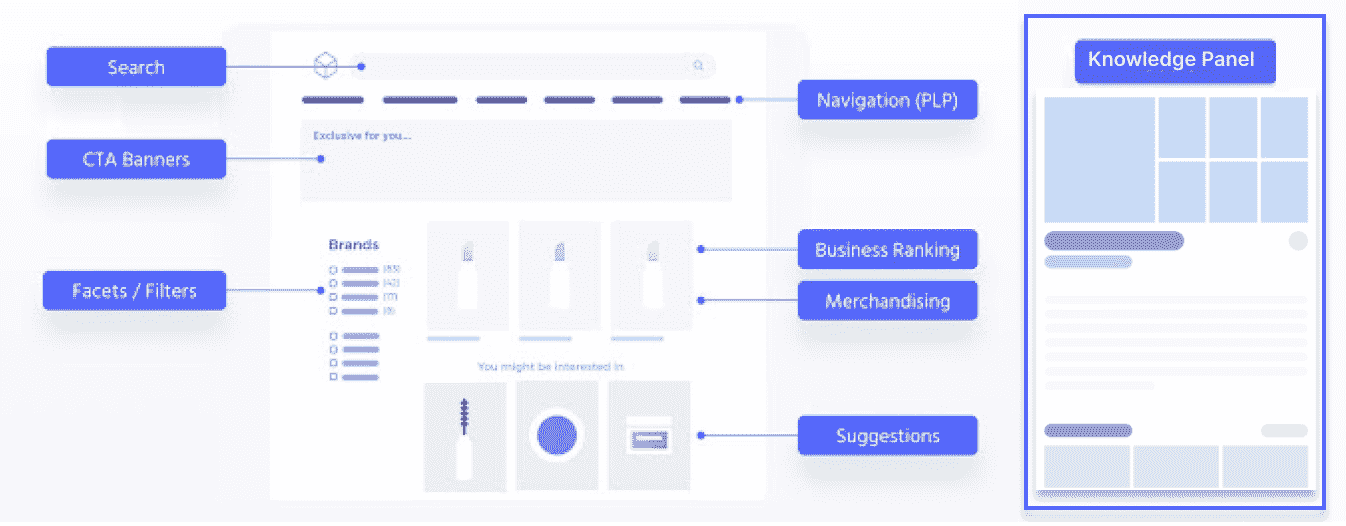 Search
CTA Banners
Facets / Filters
Exclusive for you...
Brands
(83)
(42)
(17)
(9)
You might be interested in
Navigation (PLP)
Business Ranking
Merchandising
Suggestions
Knowledge Panel